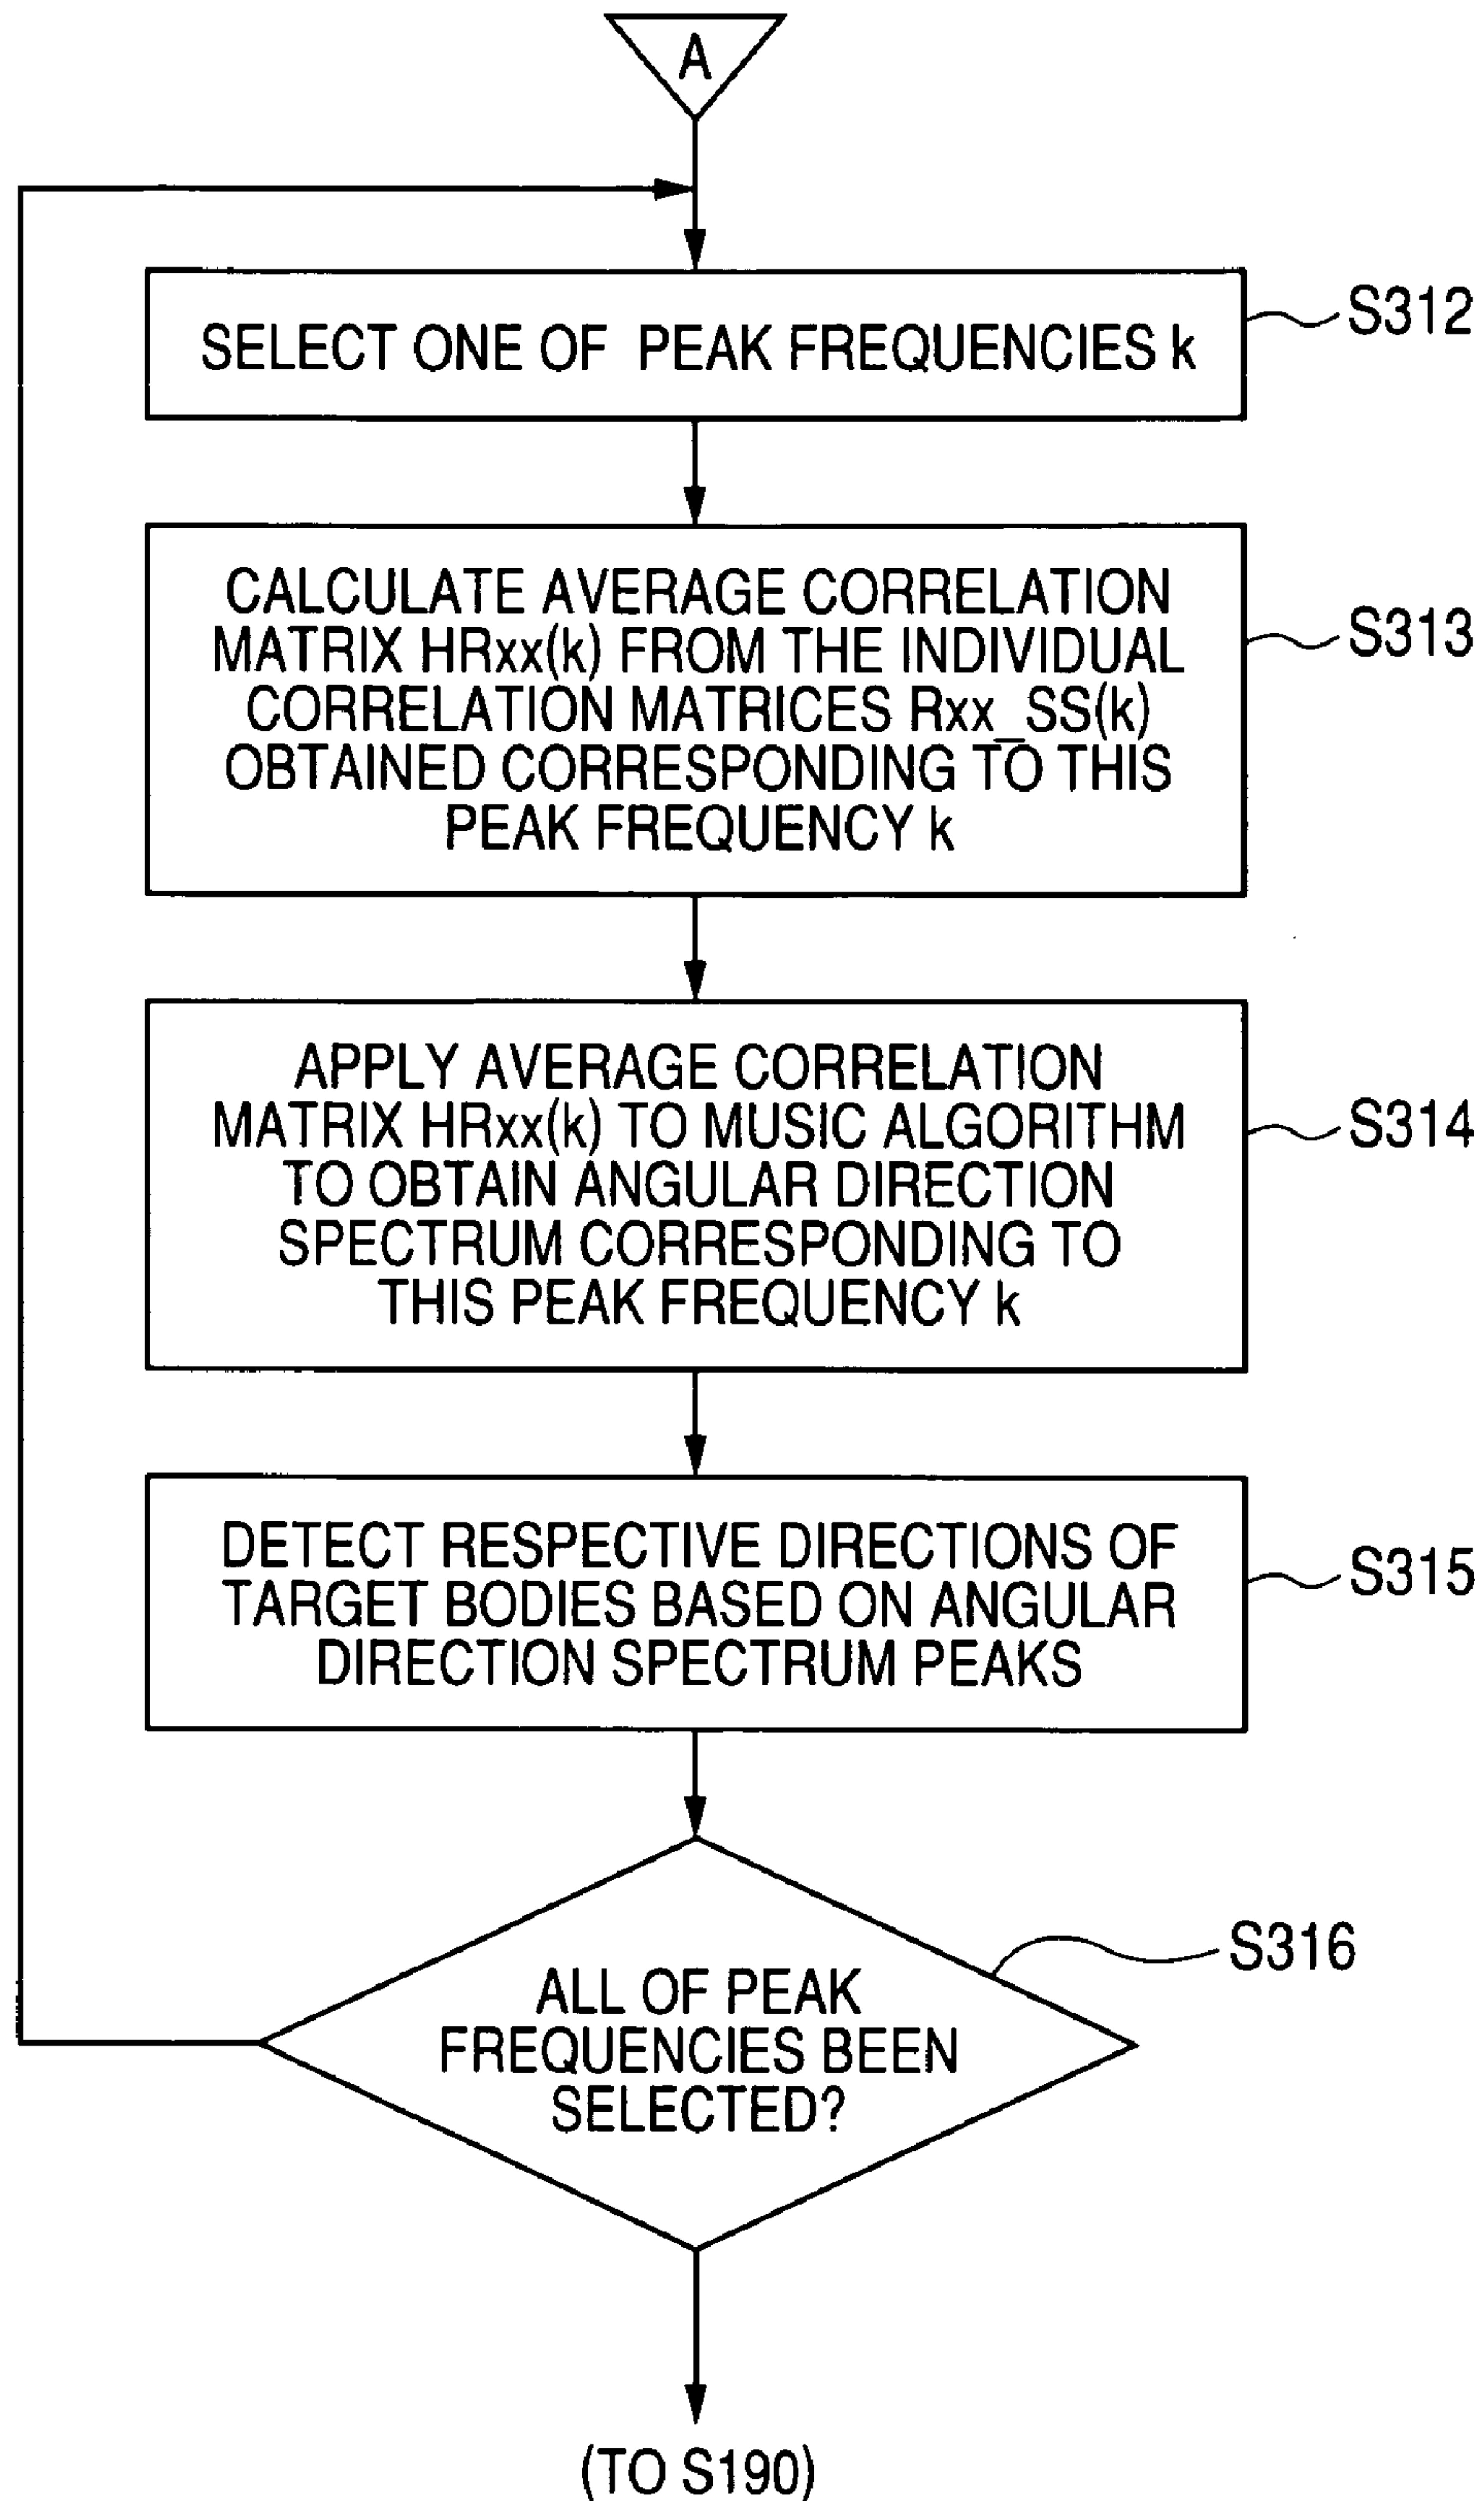 A
SELECT ONE OF PEAK FREQUENCIES k
S312
CALCULATE AVERAGE CORRELATION
MATRIX HRxx(k) FROM THE INDIVIDUAL
CORRELATION MATRICES Rxx_SS(k)
OBTAINED CORRESPONDING TO THIS
PEAK FREQUENCY k
S313
APPLY AVERAGE CORRELATION
MATRIX HRxx(k) TO MUSIC ALGORITHM
TO OBTAIN ANGULAR DIRECTION
SPECTRUM CORRESPONDING TO
THIS PEAK FREQUENCY k
S314
DETECT RESPECTIVE DIRECTIONS OF
TARGET BODIES BASED ON ANGULAR
DIRECTION SPECTRUM PEAKS
S315
ALL OF PEAK
FREQUENCIES BEEN
SELECTED?
S316
(TO S190)